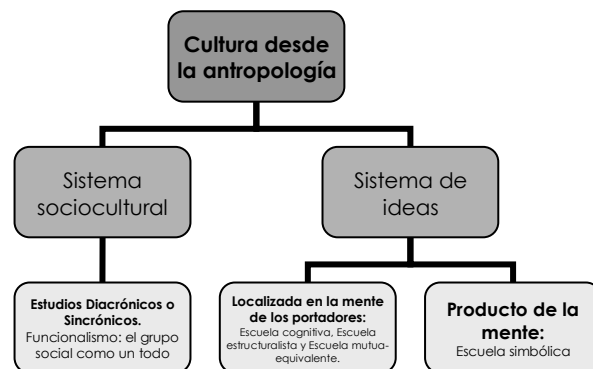 Cultura desde
la antropología
Sistema
sociocultural
Sistema de
ideas
Estudios Diacrónicos o
Sincrónicos.
Funcionalismo: el grupo
social como un todo
Localizada en la mente
de los portadores:
Escuela cognitiva, Escuela
estructuralista y Escuela mutua-
equivalente.
Producto de la
mente:
Escuela simbólica